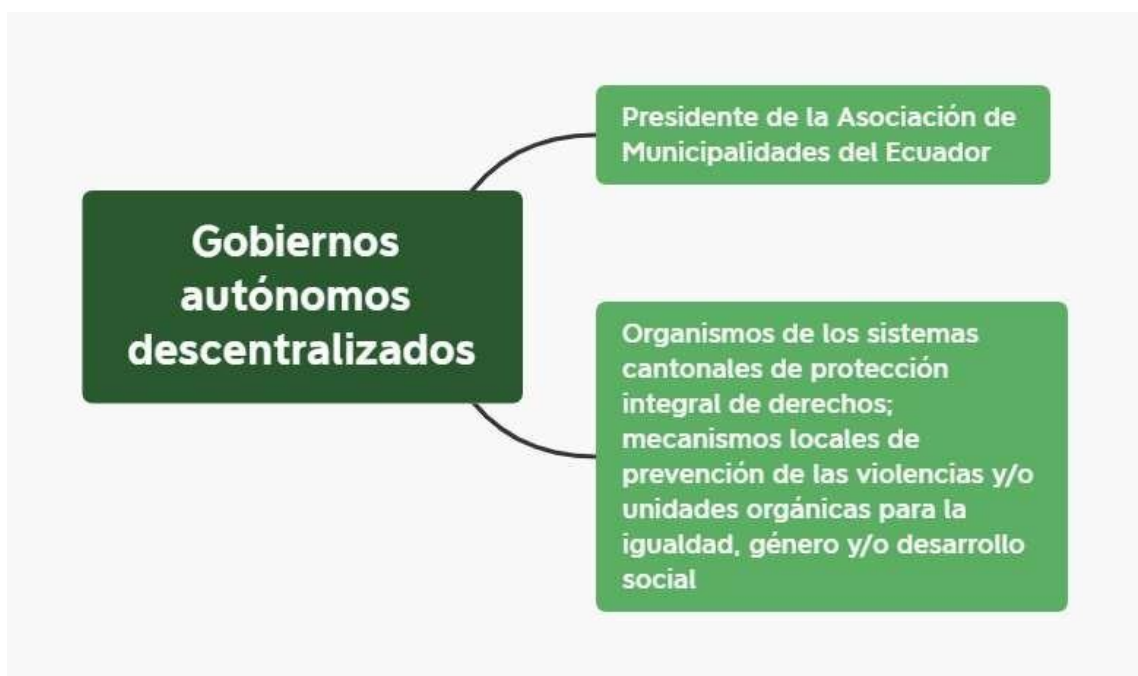 Gobiernos
autónomos
descentralizados
Presidente de la Asociación de
Municipalidades del Ecuador
Organismos de los sistemas
cantonales de protección
integral de derechos;
mecanismos locales de
prevención de las violencias y/o
unidades orgánicas para la
igualdad, género y/o desarrollo
social